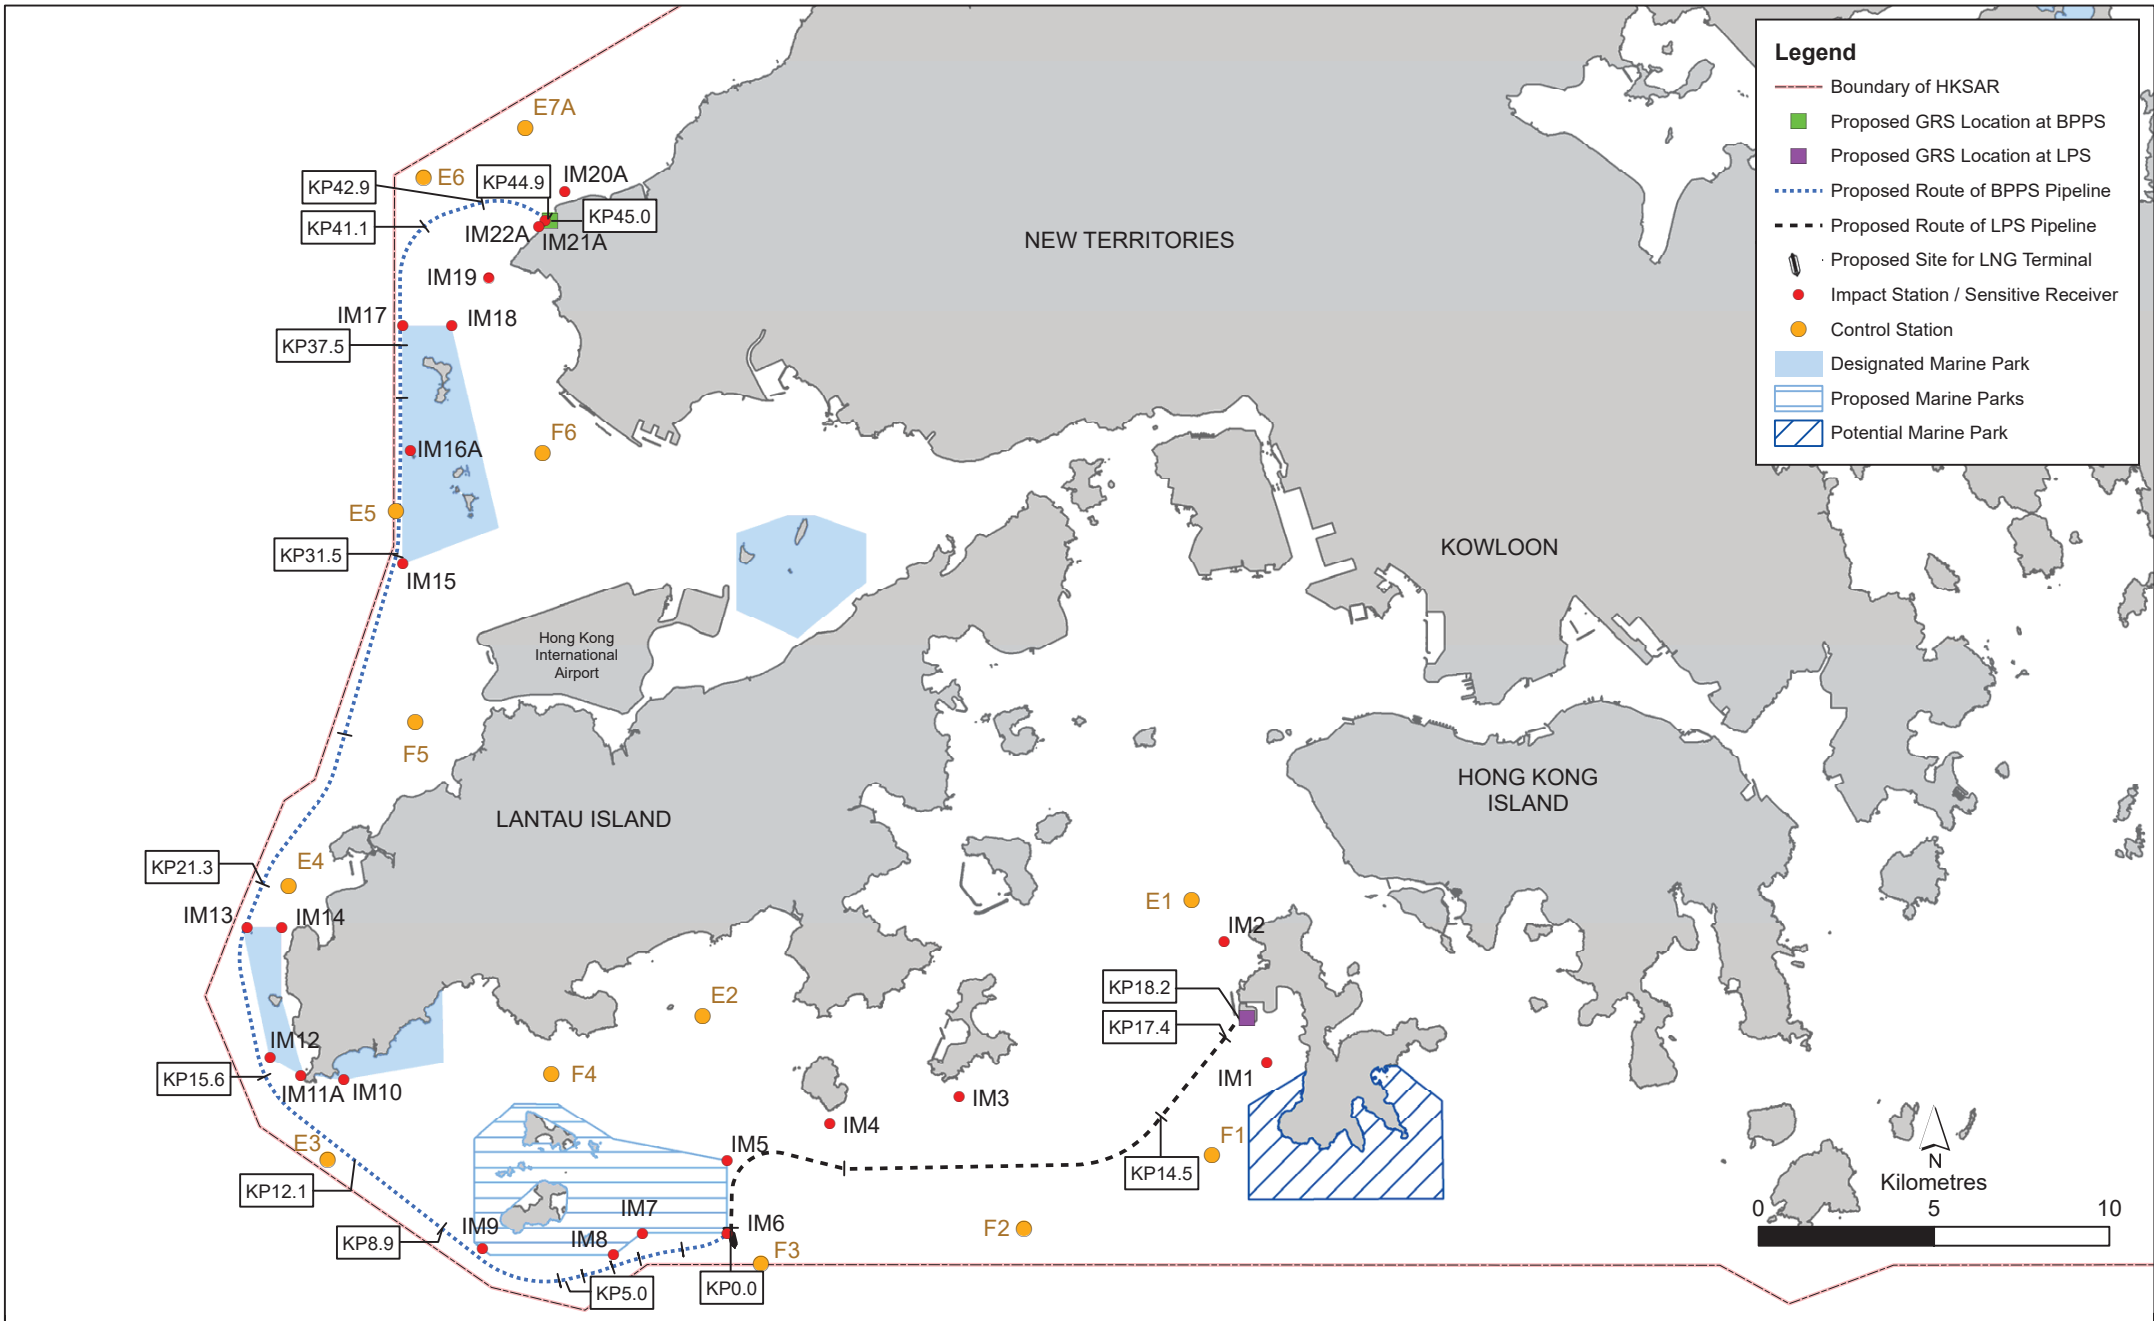 Legend
Boundary of HKSAR
Proposed GRS Location at BPPS
Proposed GRS Location at LPS
Proposed Route of BPPS Pipeline
Proposed Route of LPS Pipeline
Proposed Site for LNG Terminal
Impact Station / Sensitive Receiver
Control Station
Designated Marine Park
Proposed Marine Parks
Potential Marine Park
E7A
E6
KP42.9
KP44.9
IM20A
KP41.1
KP45.0
IM22A
IM21A
NEW TERRITORIES
IM19
IM17
IM18
KP37.5
F6
IM16A
E5
KP31.5
IM15
KOWLOON
Hong Kong
International
Airport
F5
HONG KONG
ISLAND
LANTAU ISLAND
E4
KP21.3
IM13
IM14
E1
IM2
E2
KP18.2
KP17.4
IM12
KP15.6
IM11A
IM10
F4
IM1
IM3
IM4
E3
IM5
F1
KP14.5
KP12.1
IM7
IM6
IM9
IM8
KP8.9
F2
F3
KP5.0
KP0.0
N
Kilometres
0
5
10